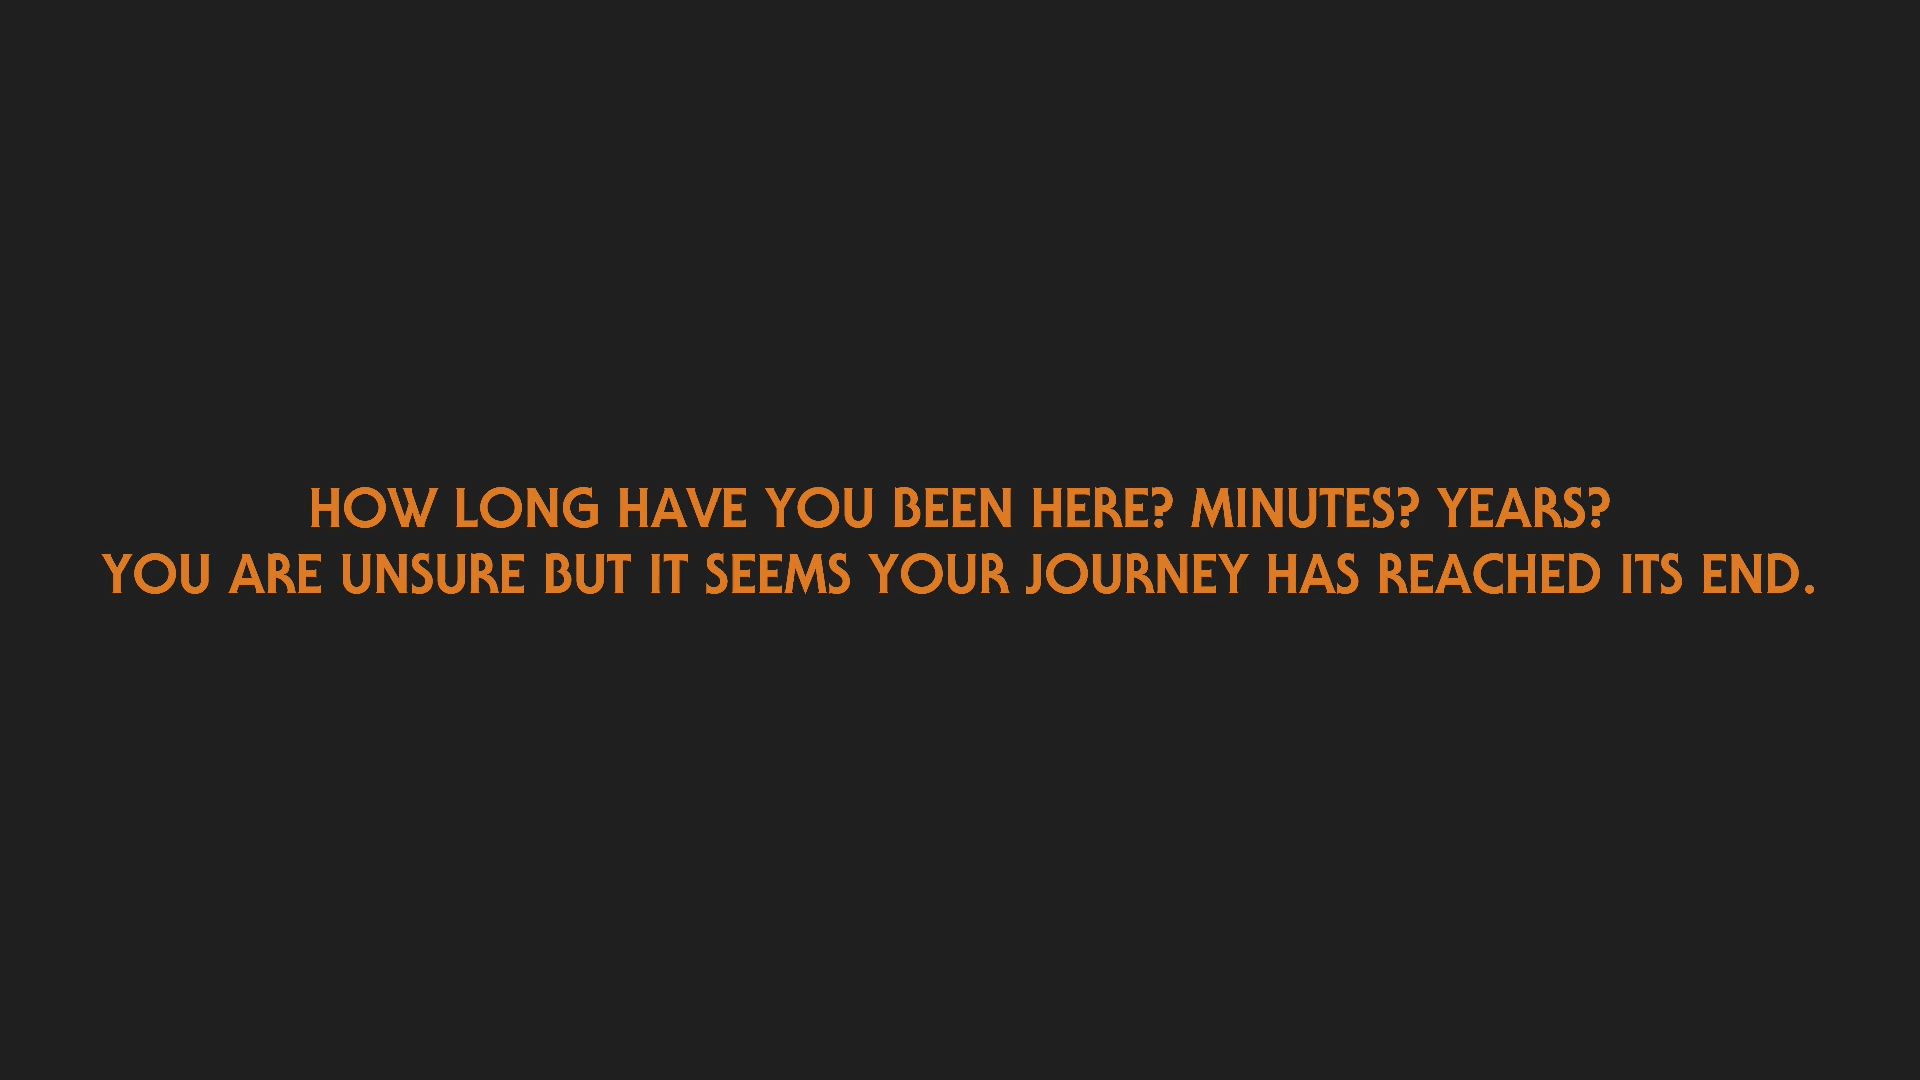 HOW LONG HAVE YOU BEEN HERE? MINUTES? YEARS?
YOU ARE UNSURE BUT IT SEEMS YOUR JOURNEY HAS REACHED ITS END.